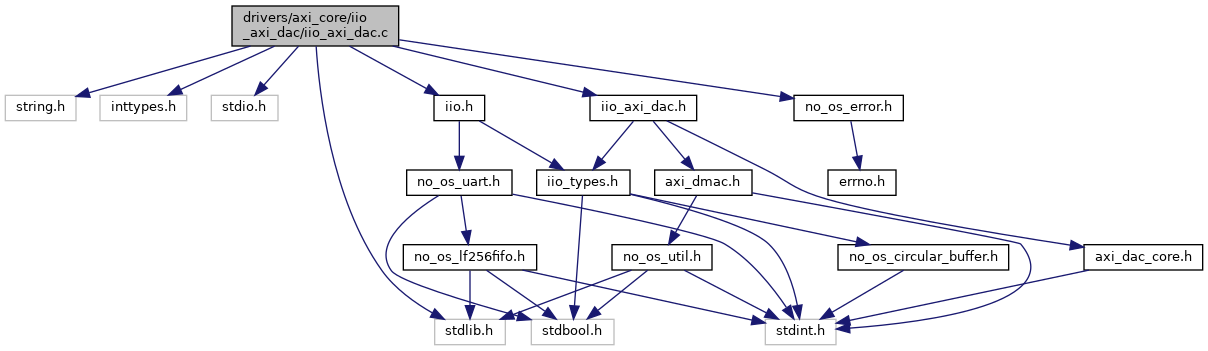 drivers/axi_core/iio
_axi_dac/iio_axi_dac.c
string.h
inttypes.h
stdio.h
iio.h
iio_axi_dac.h
no_os_error.h
no_os_uart.h
iio_types.h
axi_dmac.h
errno.h
no_os_lf256fifo.h
no_os_util.h
no_os_circular_buffer.h
axi_dac_core.h
stdlib.h
stdbool.h
stdint.h